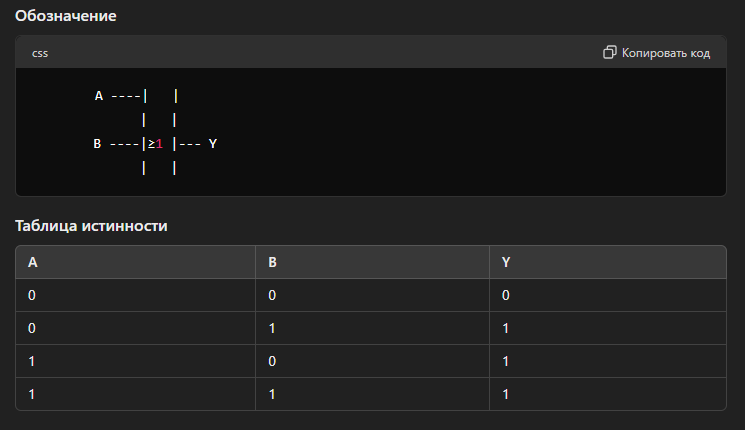 Обозначение
css
Копировать код
A ----|   |
      |   |
B ----|≥1 |--- Y
      |   |
Таблица истинности
A B Y
0 0 0
0 1 1
1 0 1
1 1 1